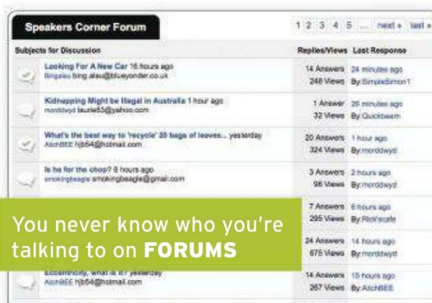 Speakers Corner Forum
1 2 3 4 5 ... next » last »
Subjects for Discussion Replies/Views Last Response
Looking For A New Car 16 hours ago 14 Answers 24 minutes ago
bing.alau@blueyonder.co.uk 248 Views By:SimpleSimon1
Kidnapping Might be Illegal in Australia 1 hour ago 1 Answer 26 minutes ago
morddwyd laurie53@yahoo.com 32 Views By:Quickbeam
What's the best way to 'recycle' 20 bags of leaves... yesterday 20 Answers 1 hour ago
AitchBEE hjb54@hotmail.com 324 Views By:morddwyd
Is he for the chop? 8 hours ago 3 Answers 2 hours ago
smokingbeagle smokingbeagle@gmail.com 96 Views By:morddwyd
7 Answers 6 hours ago
295 Views By:
You never know who you're
talking to on FORUMS
24 Answers 14 hours ago
675 Views By:morddwyd
Eccentricity, what is it? yesterday 14 Answers 15 hours ago
AitchBEE hjb54@hotmail.com 267 Views By:AitchBEE